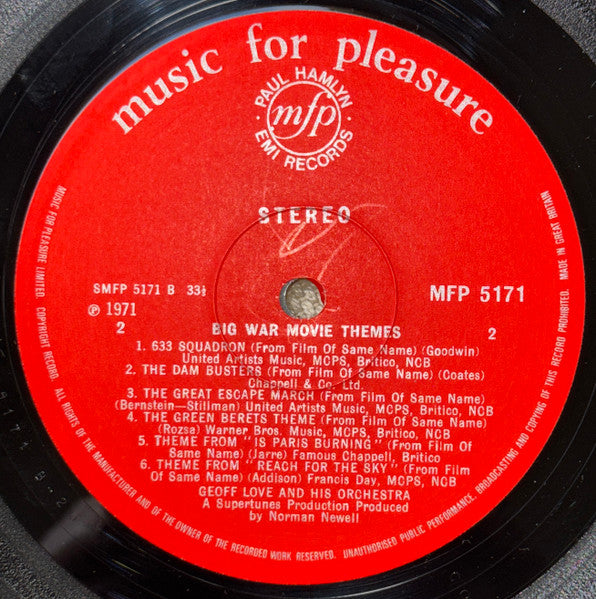 music for pleasure
PAUL HAMLYN
mfp
EMI RECORDS
STEREO
SMFP 5171 B 33⅓
MFP 5171
℗ 1971
2 BIG WAR MOVIE THEMES 2
1. 633 SQUADRON (From Film Of Same Name) (Goodwin)
United Artists Music, MCPS, Britico, NCB
2. THE DAM BUSTERS (From Film Of Same Name) (Coates)
Chappell & Co. Ltd.
3. THE GREAT ESCAPE MARCH (From Film Of Same Name)
(Bernstein—Stillman) United Artists Music, MCPS, Britico, NCB
4. THE GREEN BERETS THEME (From Film Of Same Name)
(Rozsa) Warner Bros. Music, MCPS, Britico, NCB
5. THEME FROM "IS PARIS BURNING" (From Film Of
Same Name) (Jarre) Famous Chappell, Britico
6. THEME FROM "REACH FOR THE SKY" (From Film
Of Same Name) (Addison) Francis Day, MCPS, NCB
GEOFF LOVE AND HIS ORCHESTRA
A Supertunes Production Produced
by Norman Newell
MUSIC FOR PLEASURE LIMITED. COPYRIGHT RECORD. ALL RIGHTS OF THE MANUFACTURER AND OF THE OWNER OF THE RECORDED WORK RESERVED. UNAUTHORISED PUBLIC PERFORMANCE, BROADCASTING AND COPYING OF THIS RECORD PROHIBITED. MADE IN GREAT BRITAIN